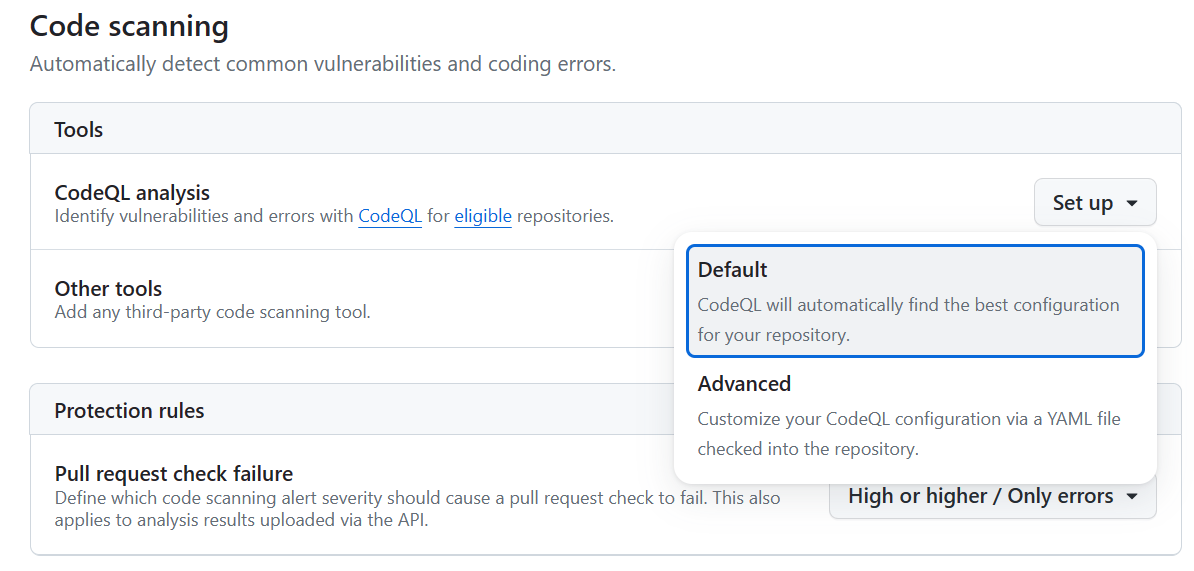 Code scanning
Automatically detect common vulnerabilities and coding errors.
Tools
CodeQL analysis
Identify vulnerabilities and errors with CodeQL for eligible repositories.
Set up
Default
CodeQL will automatically find the best configuration
for your repository.
Advanced
Customize your CodeQL configuration via a YAML file
checked into the repository.
Other tools
Add any third-party code scanning tool.
Protection rules
Pull request check failure
Define which code scanning alert severity should cause a pull request check to fail. This also
applies to analysis results uploaded via the API.
High or higher / Only errors